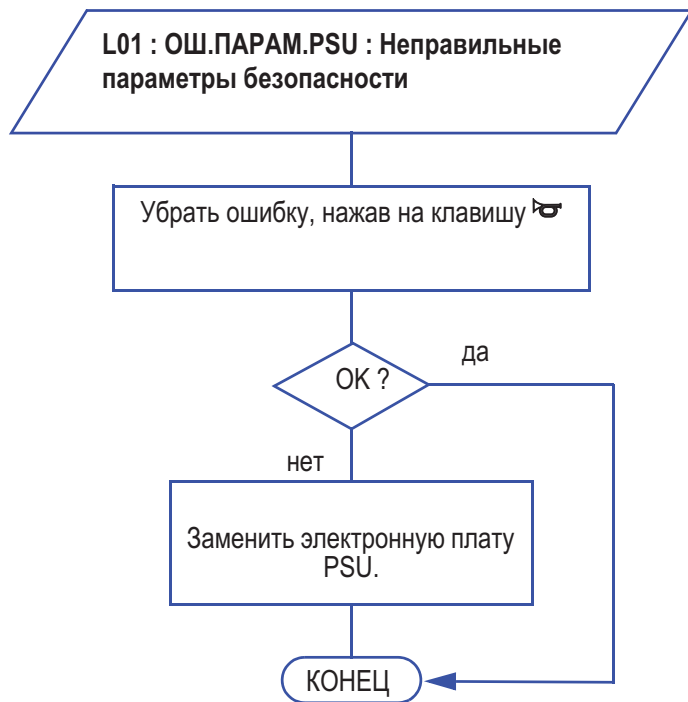 L01 : ОШ.ПАРАМ.PSU : Неправильные
параметры безопасности
Убрать ошибку, нажав на клавишу
OK ?
да
нет
Заменить электронную плату
PSU.
КОНЕЦ